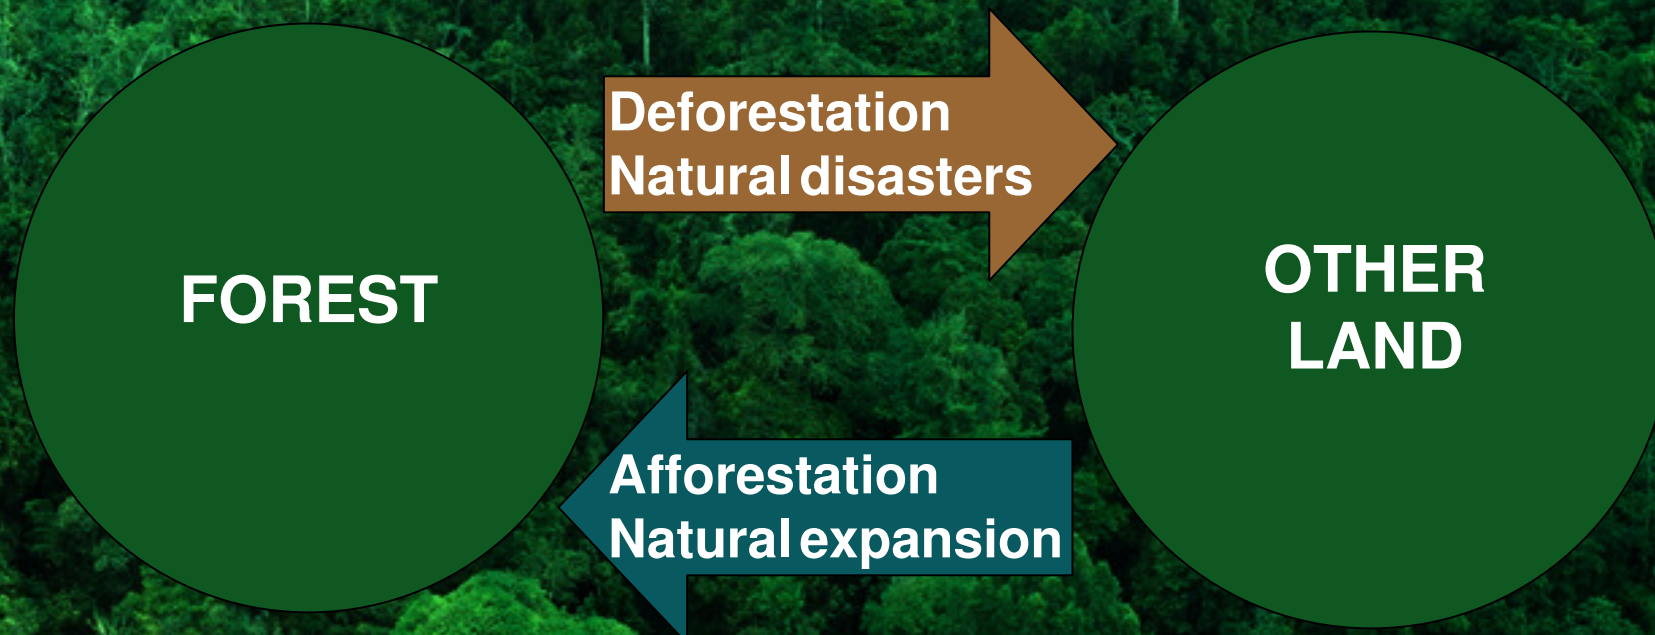 Deforestation
Natural disasters
FOREST
OTHER
LAND
Afforestation
Natural expansion